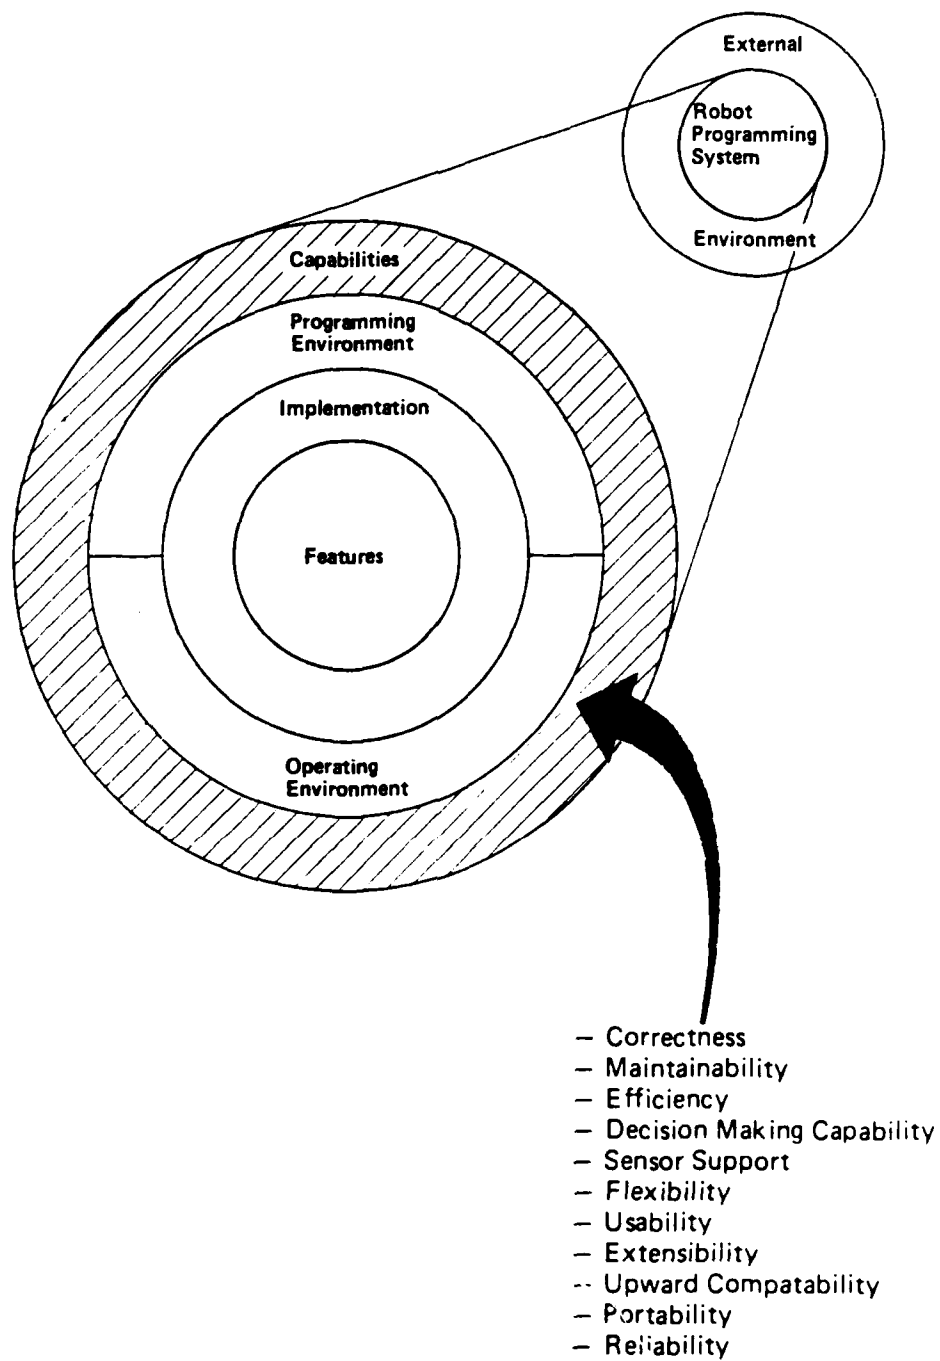 External
Robot
Programming
System
Environment
Capabilities
Programming
Environment
Implementation
Features
Operating
Environment
– Correctness
– Maintainability
– Efficiency
– Decision Making Capability
– Sensor Support
– Flexibility
– Usability
– Extensibility
-- Upward Compatability
– Portability
– Reliability